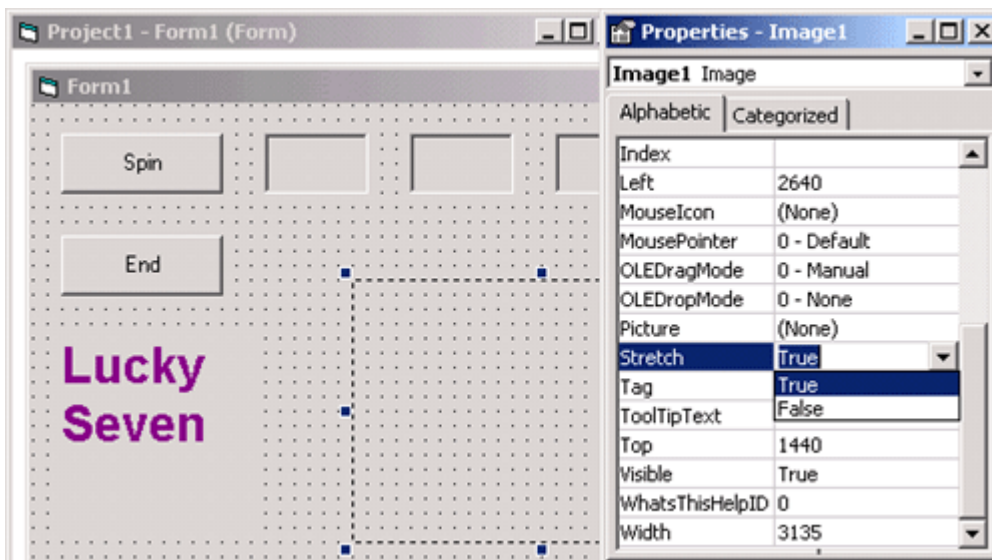 Project1 - Form1 (Form)
Form1
Spin
End
Lucky
Seven
Properties - Image1
Image1 Image
Alphabetic Categorized
Index
Left 2640
MouseIcon (None)
MousePointer 0 - Default
OLEDragMode 0 - Manual
OLEDropMode 0 - None
Picture (None)
Stretch True
Tag True
False
ToolTipText
Top 1440
Visible True
WhatsThisHelpID 0
Width 3135